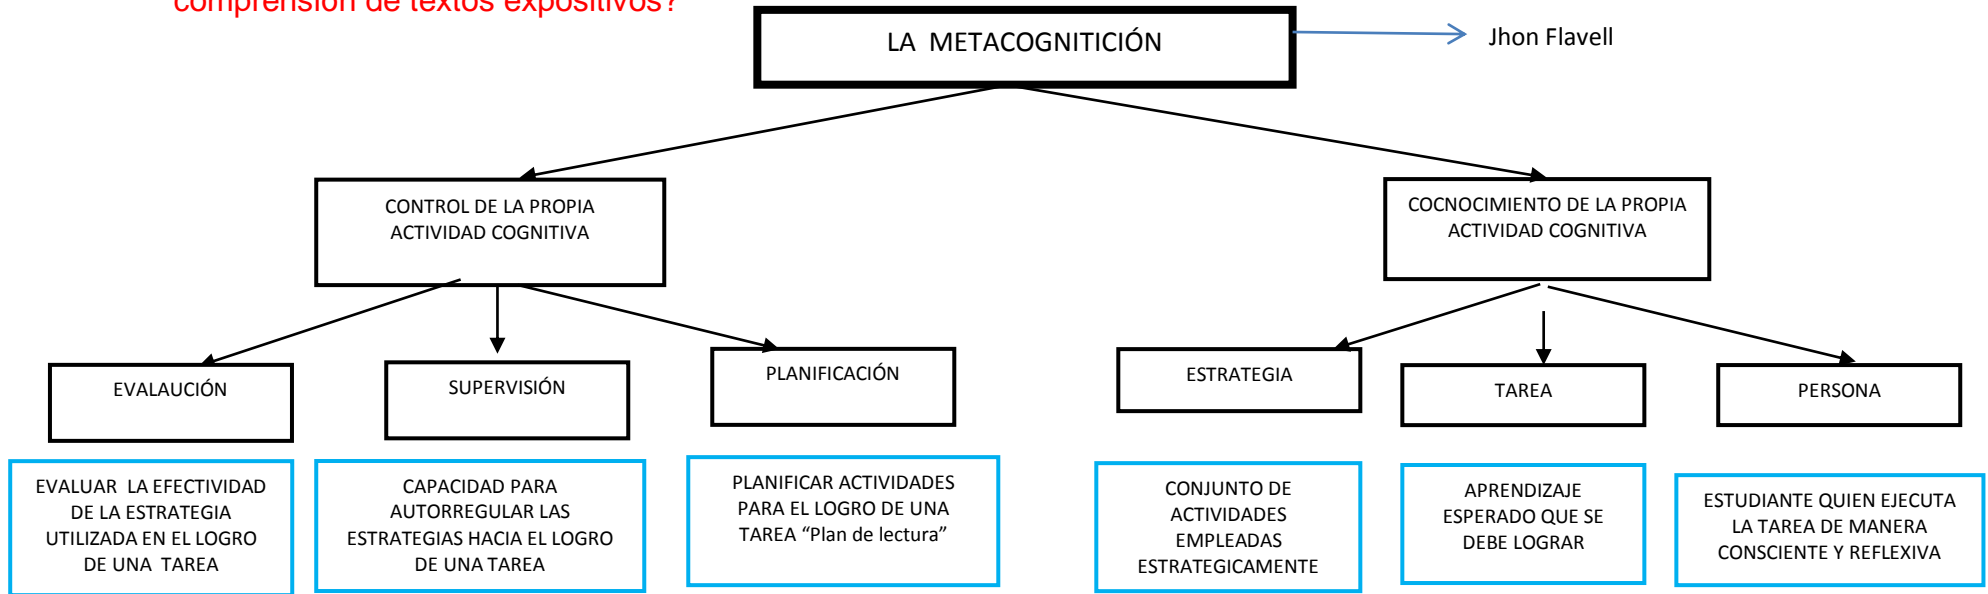 comprensión de textos expositivos?
LA METACOGNITICIÓN
Jhon Flavell
CONTROL DE LA PROPIA
ACTIVIDAD COGNITIVA
COCNOCIMIENTO DE LA PROPIA
ACTIVIDAD COGNITIVA
EVALAUCIÓN
SUPERVISIÓN
PLANIFICACIÓN
ESTRATEGIA
TAREA
PERSONA
EVALUAR LA EFECTIVIDAD
DE LA ESTRATEGIA
UTILIZADA EN EL LOGRO
DE UNA TAREA
CAPACIDAD PARA
AUTORREGULAR LAS
ESTRATEGIAS HACIA EL LOGRO
DE UNA TAREA
PLANIFICAR ACTIVIDADES
PARA EL LOGRO DE UNA
TAREA “Plan de lectura”
CONJUNTO DE
ACTIVIDADES
EMPLEADAS
ESTRATEGICAMENTE
APRENDIZAJE
ESPERADO QUE SE
DEBE LOGRAR
ESTUDIANTE QUIEN EJECUTA
LA TAREA DE MANERA
CONSCIENTE Y REFLEXIVA